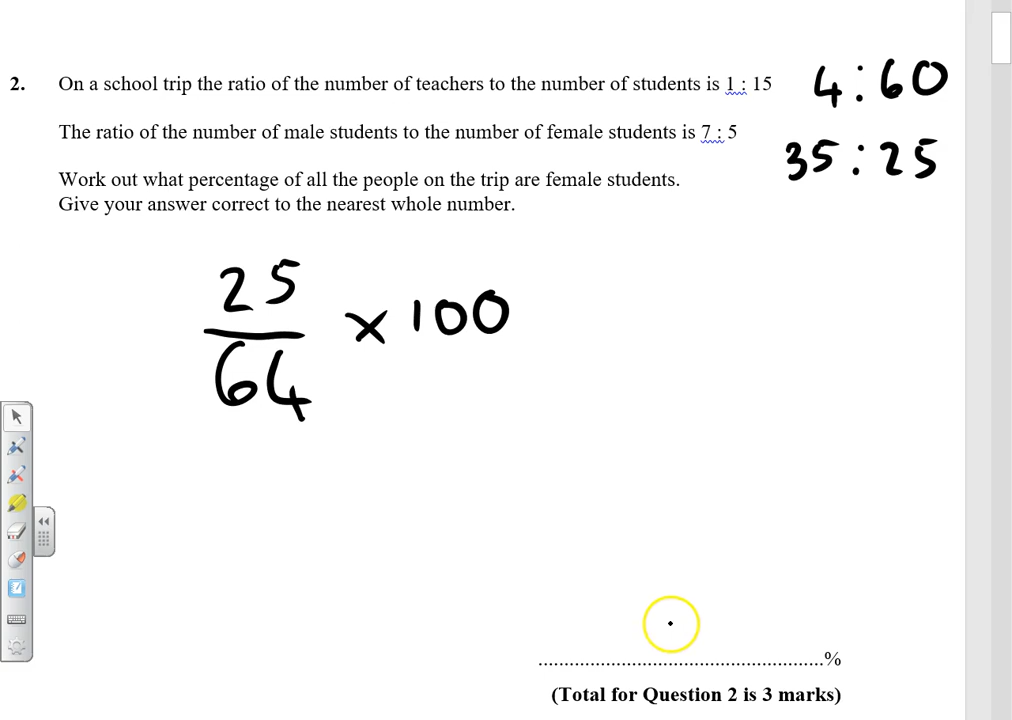 2. On a school trip the ratio of the number of teachers to the number of students is 1 : 15 4:60
The ratio of the number of male students to the number of female students is 7 : 5 35:25
Work out what percentage of all the people on the trip are female students.
Give your answer correct to the nearest whole number.
25
64
× 100
......................................................%
(Total for Question 2 is 3 marks)